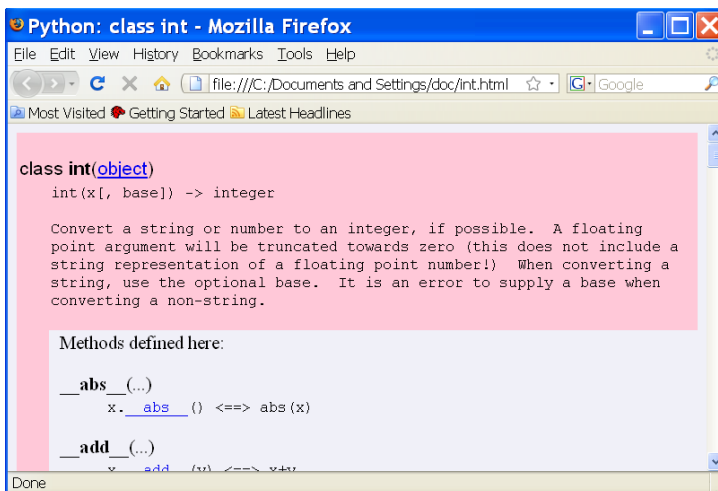 Python: class int - Mozilla Firefox
File Edit View History Bookmarks Tools Help
file:///C:/Documents and Settings/doc/int.html G Google
Most Visited Getting Started Latest Headlines
class int(object)
int(x[, base]) -> integer
Convert a string or number to an integer, if possible.  A floating
point argument will be truncated towards zero (this does not include a
string representation of a floating point number!)  When converting a
string, use the optional base.  It is an error to supply a base when
converting a non-string.
Methods defined here:
__abs__(...)
x.__abs__() <==> abs(x)
__add__(...)
x.__add__(y) <==> x+y
Done